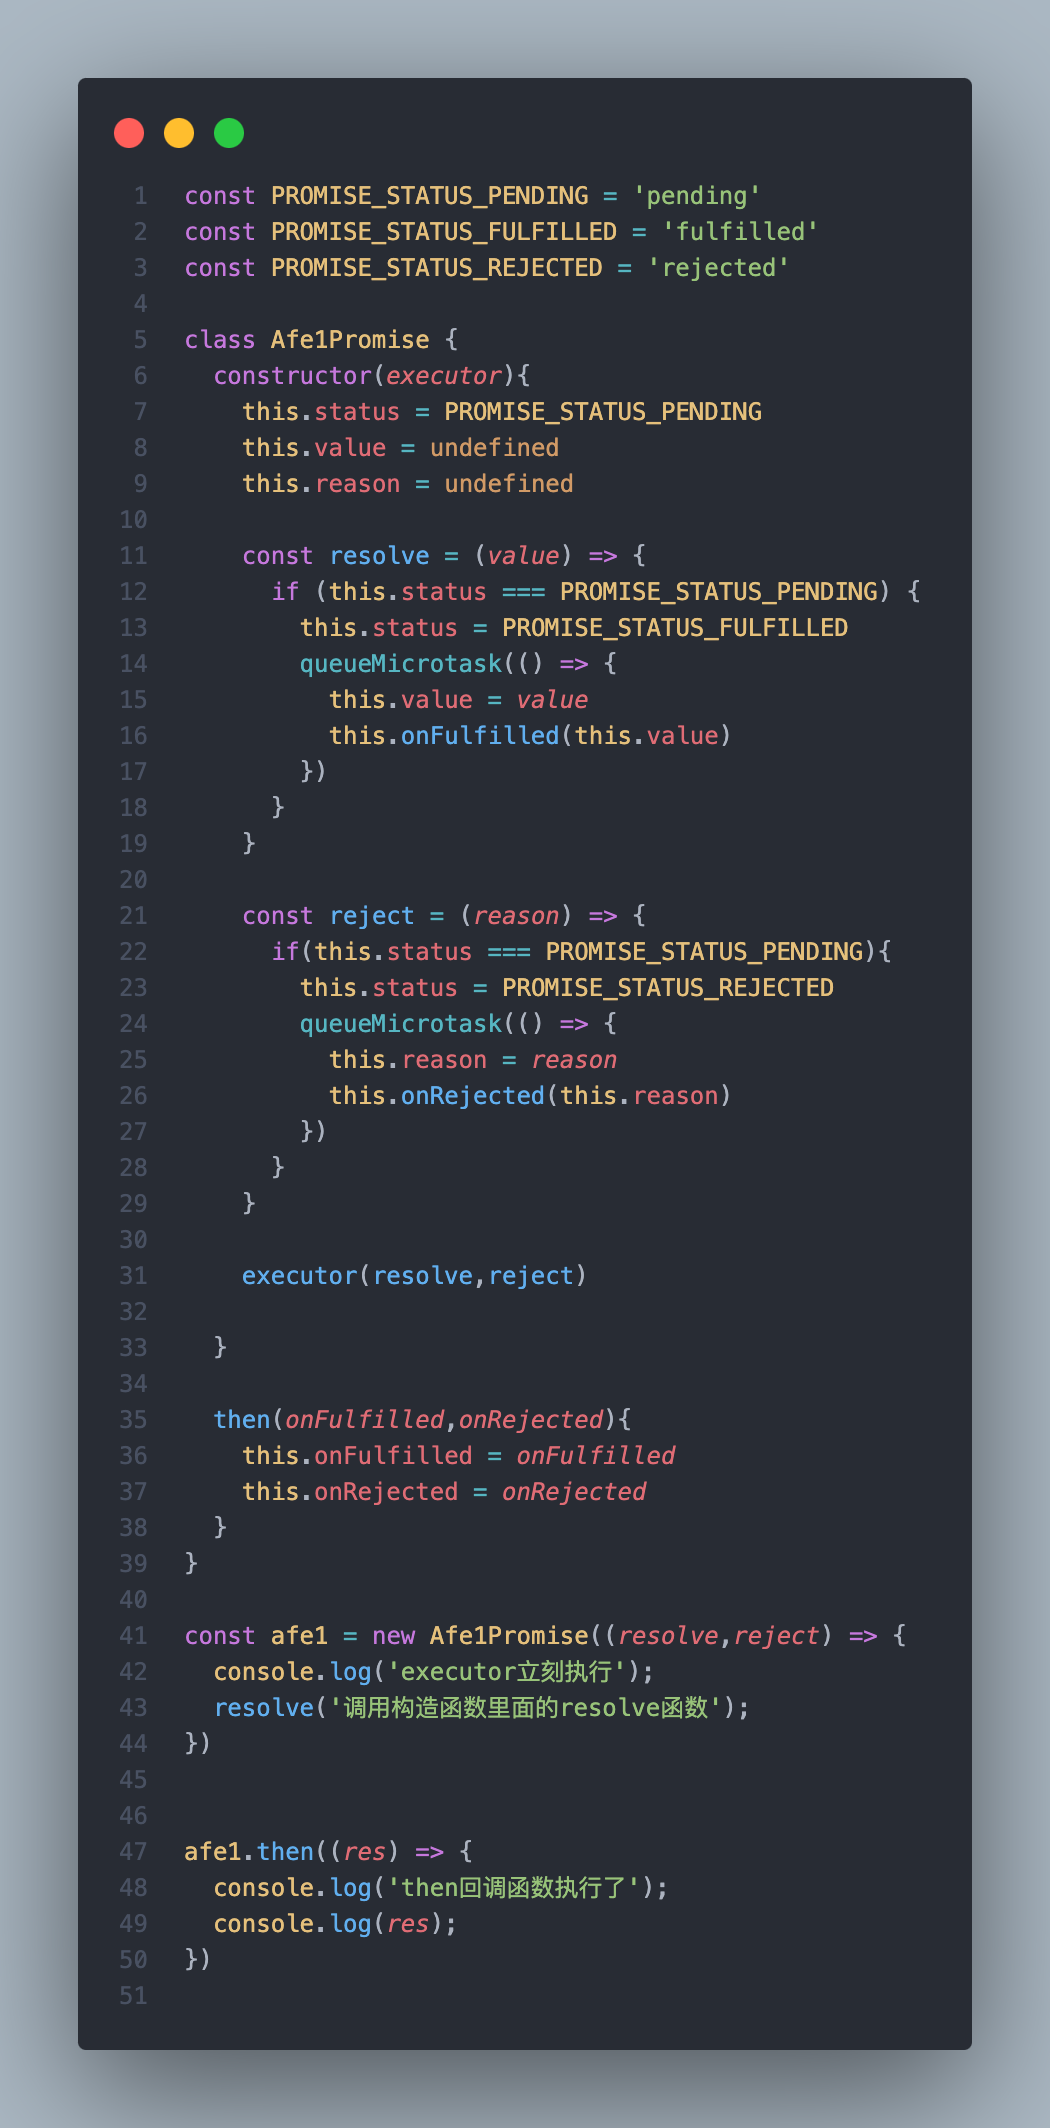 1 const PROMISE_STATUS_PENDING = 'pending'
2 const PROMISE_STATUS_FULFILLED = 'fulfilled'
3 const PROMISE_STATUS_REJECTED = 'rejected'
4
5 class Afe1Promise {
6   constructor(executor){
7     this.status = PROMISE_STATUS_PENDING
8     this.value = undefined
9     this.reason = undefined
10
11     const resolve = (value) => {
12       if (this.status === PROMISE_STATUS_PENDING) {
13         this.status = PROMISE_STATUS_FULFILLED
14         queueMicrotask(() => {
15           this.value = value
16           this.onFulfilled(this.value)
17         })
18       }
19     }
20
21     const reject = (reason) => {
22       if(this.status === PROMISE_STATUS_PENDING){
23         this.status = PROMISE_STATUS_REJECTED
24         queueMicrotask(() => {
25           this.reason = reason
26           this.onRejected(this.reason)
27         })
28       }
29     }
30
31     executor(resolve,reject)
32
33   }
34
35   then(onFulfilled,onRejected){
36     this.onFulfilled = onFulfilled
37     this.onRejected = onRejected
38   }
39 }
40
41 const afe1 = new Afe1Promise((resolve,reject) => {
42   console.log('executor立刻执行');
43   resolve('调用构造函数里面的resolve函数');
44 })
45
46
47 afe1.then((res) => {
48   console.log('then回调函数执行了');
49   console.log(res);
50 })
51